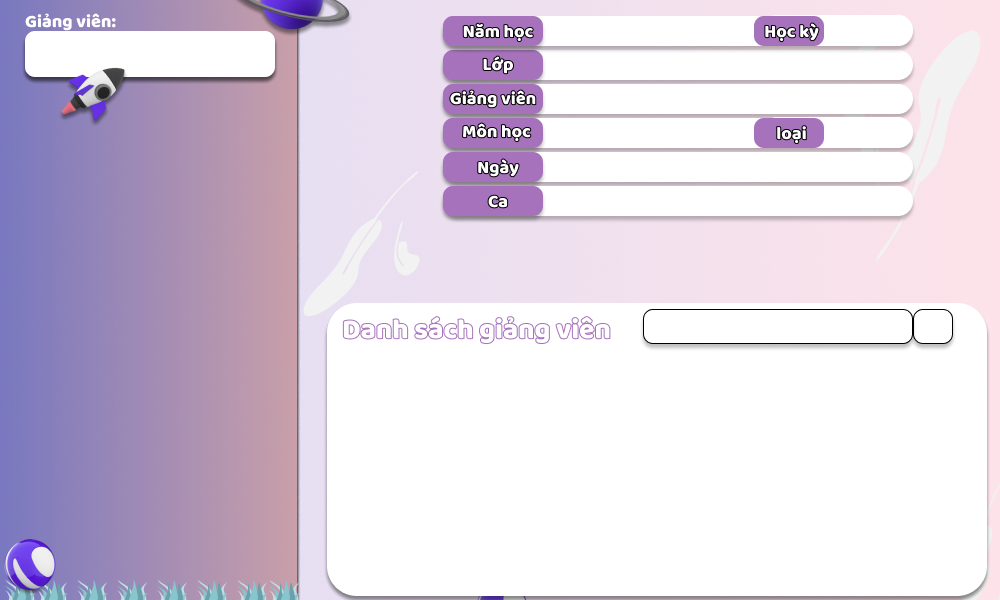 Giảng viên:
Năm học Học kỳ
Lớp
Giảng viên
Môn học loại
Ngày
Ca
Danh sách giảng viên